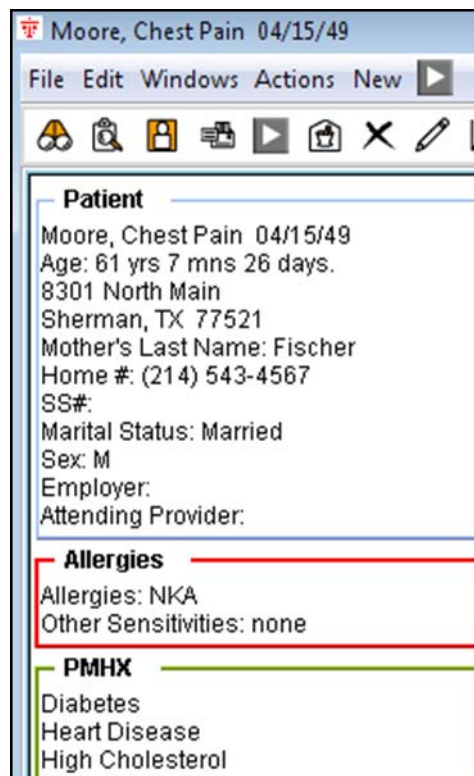 Moore, Chest Pain 04/15/49
File Edit Windows Actions New
Patient
Moore, Chest Pain 04/15/49
Age: 61 yrs 7 mns 26 days.
8301 North Main
Sherman, TX 77521
Mother's Last Name: Fischer
Home #: (214) 543-4567
SS#:
Marital Status: Married
Sex: M
Employer:
Attending Provider:
Allergies
Allergies: NKA
Other Sensitivities: none
PMHX
Diabetes
Heart Disease
High Cholesterol